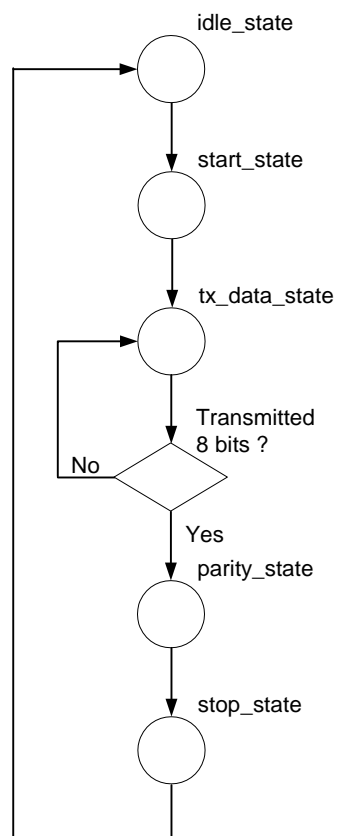 idle_state
start_state
tx_data_state
Transmitted
8 bits ?
No
Yes
parity_state
stop_state